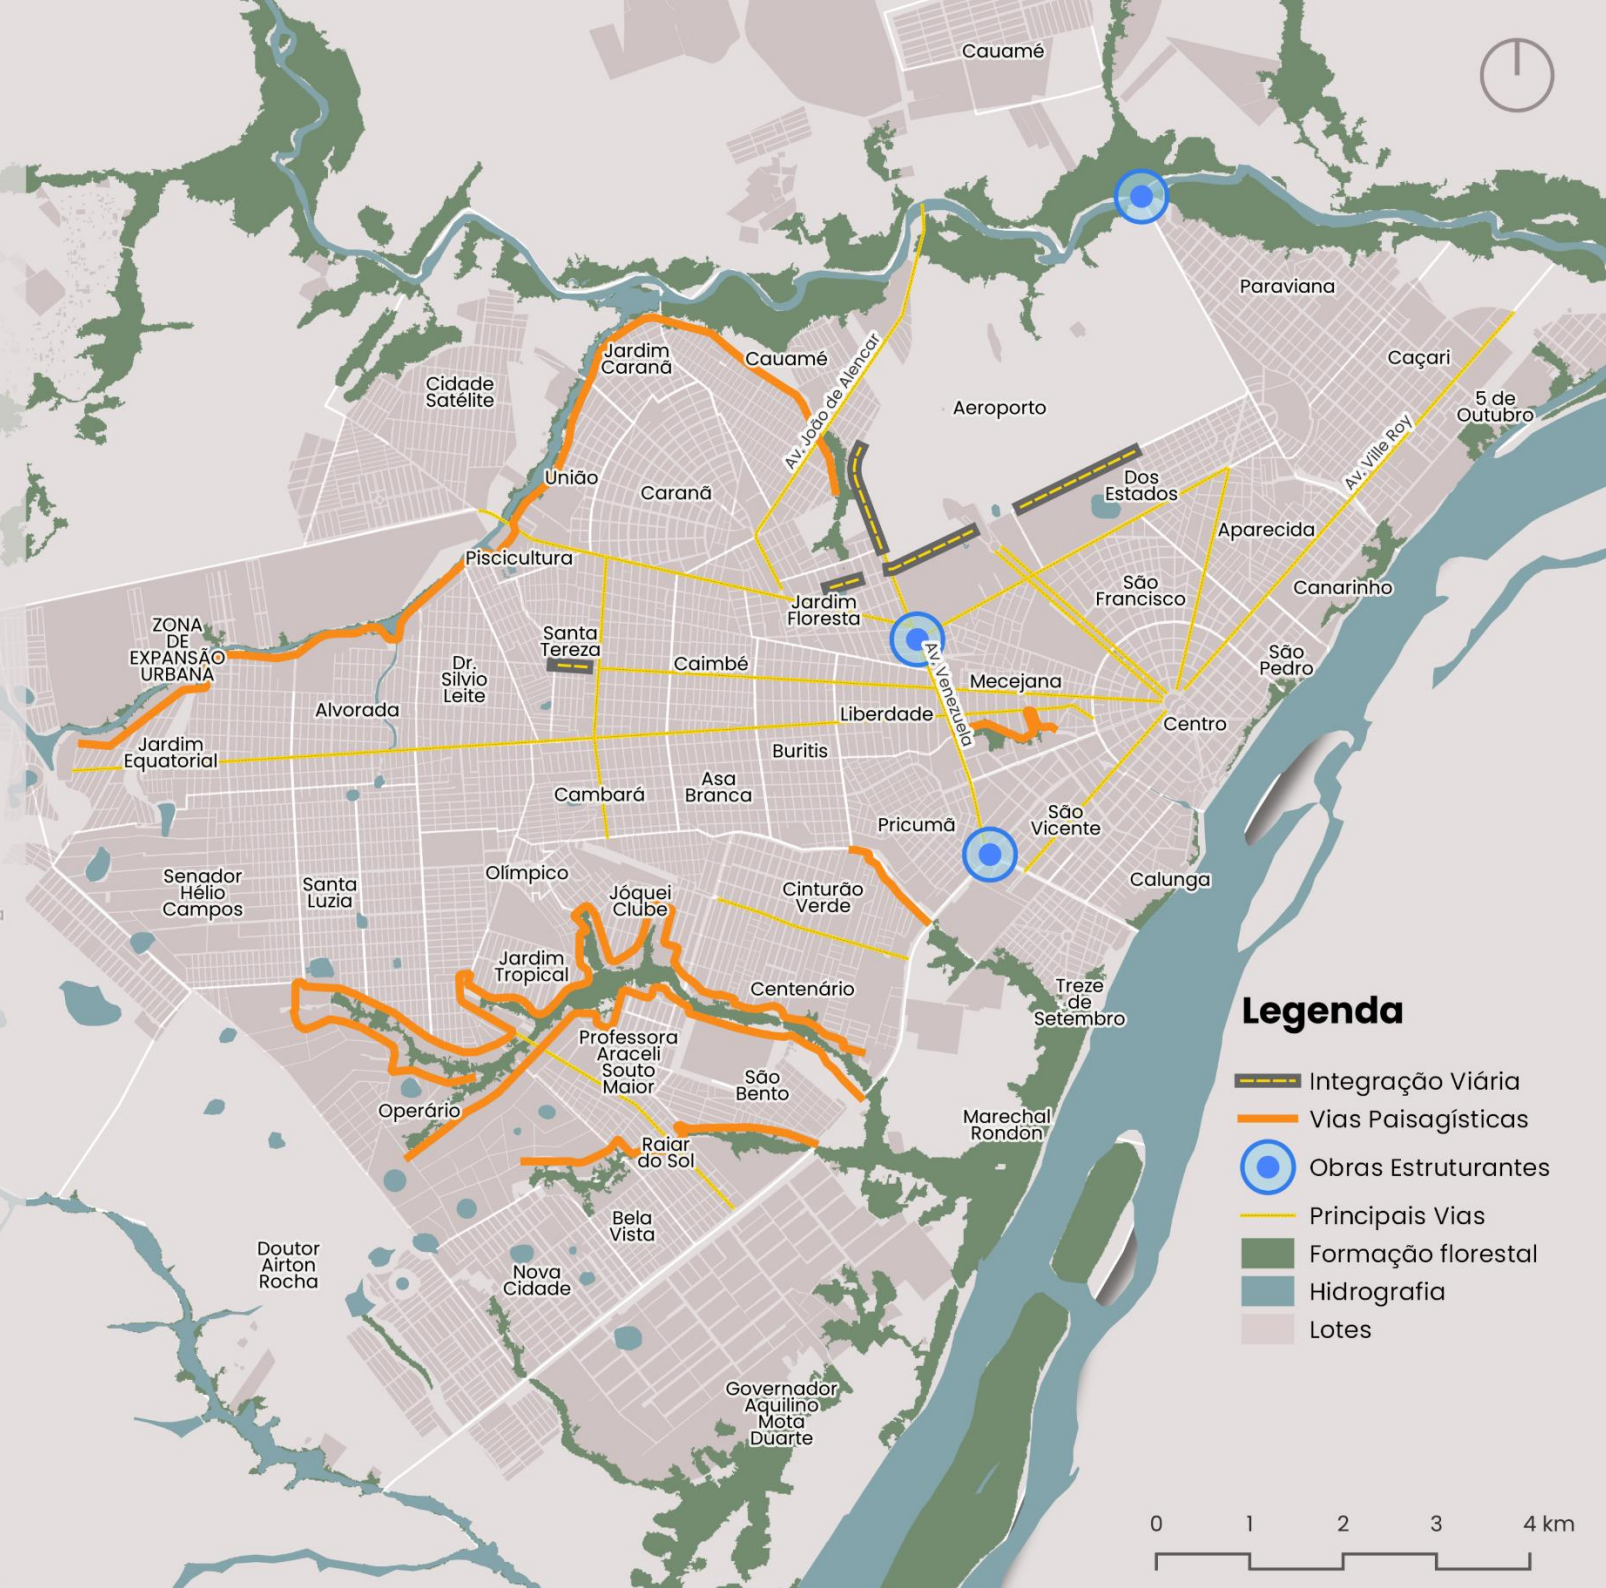 Cauamé
Paraviana
Jardim
Caranã
Cauamé
Av. João de Alencar
Caçari
Cidade
Satélite
5 de
Outubro
Aeroporto
Av. Ville Roy
União
Caranã
Dos
Estados
Aparecida
Piscicultura
São
Francisco
Canarinho
Jardim
Floresta
ZONA
DE
EXPANSÃO
URBANA
Santa
Tereza
Dr.
Silvio
Leite
Caimbé
Av. Venezuela
Mecejana
São
Pedro
Alvorada
Liberdade
Centro
Jardim
Equatorial
Buritis
Cambará
Asa
Branca
Pricumã
São
Vicente
Senador
Hélio
Campos
Santa
Luzia
Olímpico
Jóquei
Clube
Cinturão
Verde
Calunga
Jardim
Tropical
Centenário
Treze
de
Setembro
Professora
Araceli
Souto
Maior
São
Bento
Operário
Marechal
Rondon
Raiar
do Sol
Bela
Vista
Doutor
Airton
Rocha
Nova
Cidade
Governador
Aquilino
Mota
Duarte
Legenda
Integração Viária
Vias Paisagísticas
Obras Estruturantes
Principais Vias
Formação florestal
Hidrografia
Lotes
0 1 2 3 4 km